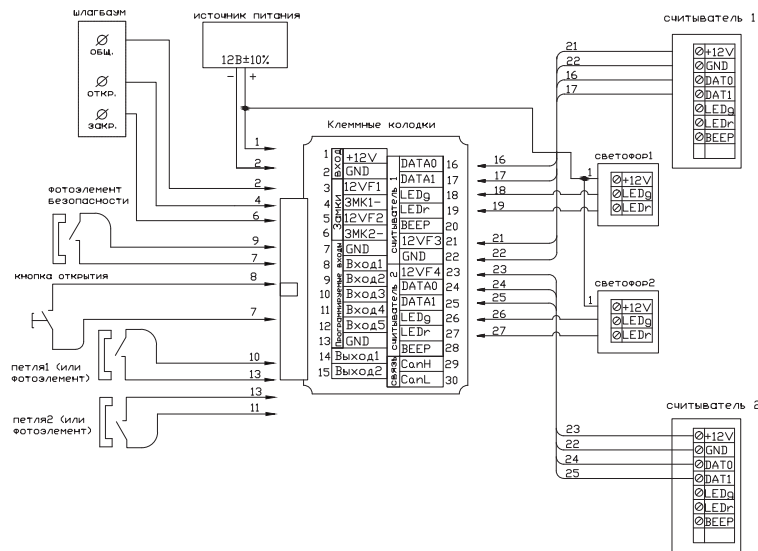 шлагбаум
общ.
откр.
закр.
источник питания
12В±10%
− +
1
2
2
4
6
фотоэлемент
безопасности
9
7
кнопка открытия
8
7
петля1 (или
фотоэлемент)
10
13
петля2 (или
фотоэлемент)
13
11
Клеммные колодки
Вход
1 +12V
2 GND
Замки
3 12VF1
4 ЗМК1-
5 12VF2
6 ЗМК2-
Программируемые входы
7 GND
8 Вход1
9 Вход2
10 Вход3
11 Вход4
12 Вход5
13 GND
14 Выход1
15 Выход2
считыватель 1
DATA0 16
DATA1 17
LEDg 18
LEDr 19
BEEP 20
12VF3 21
GND 22
считыватель 2
12VF4 23
DATA0 24
DATA1 25
LEDg 26
LEDr 27
BEEP 28
связь
CanH 29
CanL 30
16
17
18
19
21
22
23
24
25
26
27
считыватель 1
21
22
16
17
+12V
GND
DAT0
DAT1
LEDg
LEDr
BEEP
светофор1
1
+12V
LEDg
LEDr
светофор2
1
+12V
LEDg
LEDr
считыватель 2
23
22
24
25
+12V
GND
DAT0
DAT1
LEDg
LEDr
BEEP